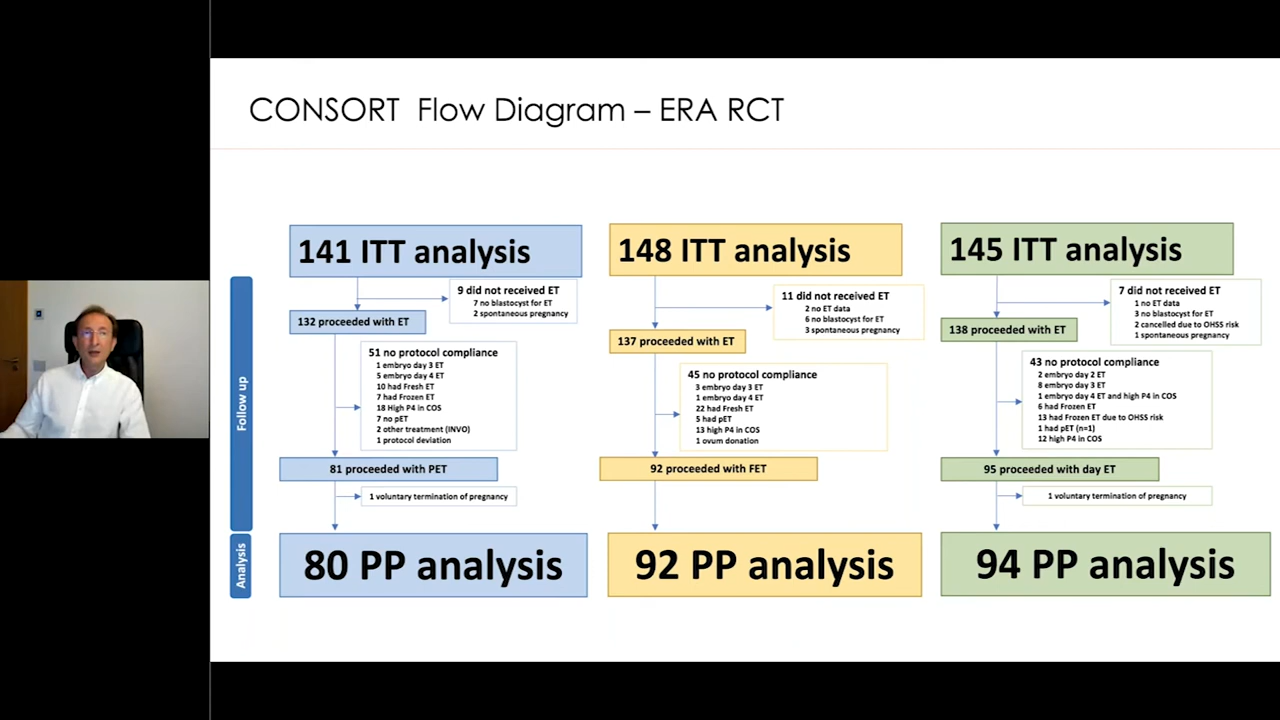 CONSORT Flow Diagram – ERA RCT
141 ITT analysis
9 did not received ET
7 no blastocyst for ET
2 spontaneous pregnancy
132 proceeded with ET
51 no protocol compliance
1 embryo day 3 ET
5 embryo day 4 ET
10 had Fresh ET
7 had Frozen ET
18 High P4 in COS
7 no pET
2 other treatment (INVO)
1 protocol deviation
81 proceeded with PET
1 voluntary termination of pregnancy
80 PP analysis
148 ITT analysis
11 did not received ET
2 no ET data
6 no blastocyst for ET
3 spontaneous pregnancy
137 proceeded with ET
45 no protocol compliance
3 embryo day 3 ET
1 embryo day 4 ET
22 had Fresh ET
5 had pET
13 high P4 in COS
1 ovum donation
92 proceeded with FET
92 PP analysis
145 ITT analysis
7 did not received ET
1 no ET data
3 no blastocyst for ET
2 cancelled due to OHSS risk
1 spontaneous pregnancy
138 proceeded with ET
43 no protocol compliance
2 embryo day 2 ET
8 embryo day 3 ET
1 embryo day 4 ET and high P4 in COS
6 had Frozen ET
13 had Frozen ET due to OHSS risk
1 had pET (n=1)
12 high P4 in COS
95 proceeded with day ET
1 voluntary termination of pregnancy
94 PP analysis
Follow up
Analysis